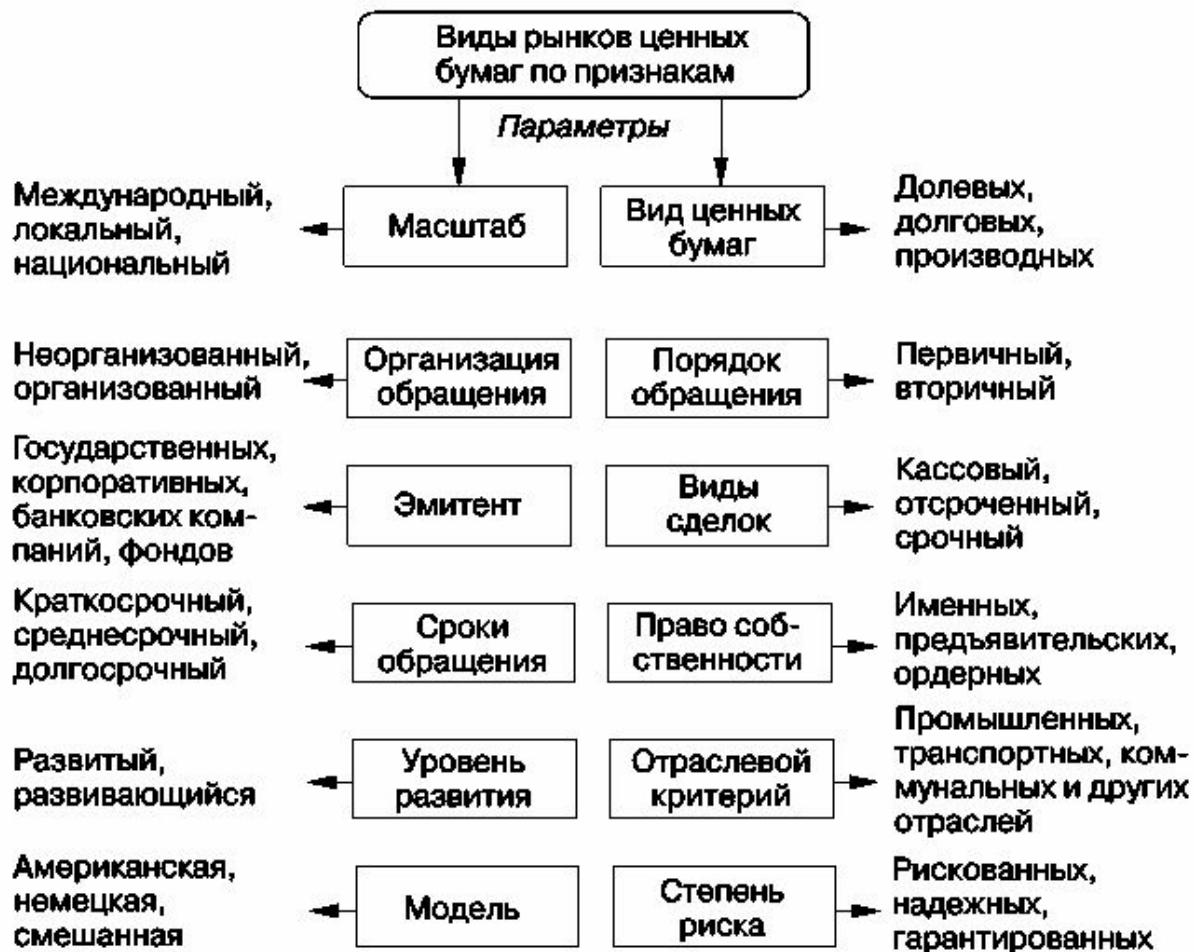 Виды рынков ценных
бумаг по признакам
Параметры
Международный,
локальный,
национальный
Масштаб
Вид ценных
бумаг
Долевых,
долговых,
производных
Неорганизованный,
организованный
Организация
обращения
Порядок
обращения
Первичный,
вторичный
Государственных,
корпоративных,
банковских ком-
паний, фондов
Эмитент
Виды
сделок
Кассовый,
отсроченный,
срочный
Краткосрочный,
среднесрочный,
долгосрочный
Сроки
обращения
Право соб-
ственности
Именных,
предъявительских,
ордерных
Развитый,
развивающийся
Уровень
развития
Отраслевой
критерий
Промышленных,
транспортных, ком-
мунальных и других
отраслей
Американская,
немецкая,
смешанная
Модель
Степень
риска
Рискованных,
надежных,
гарантированных